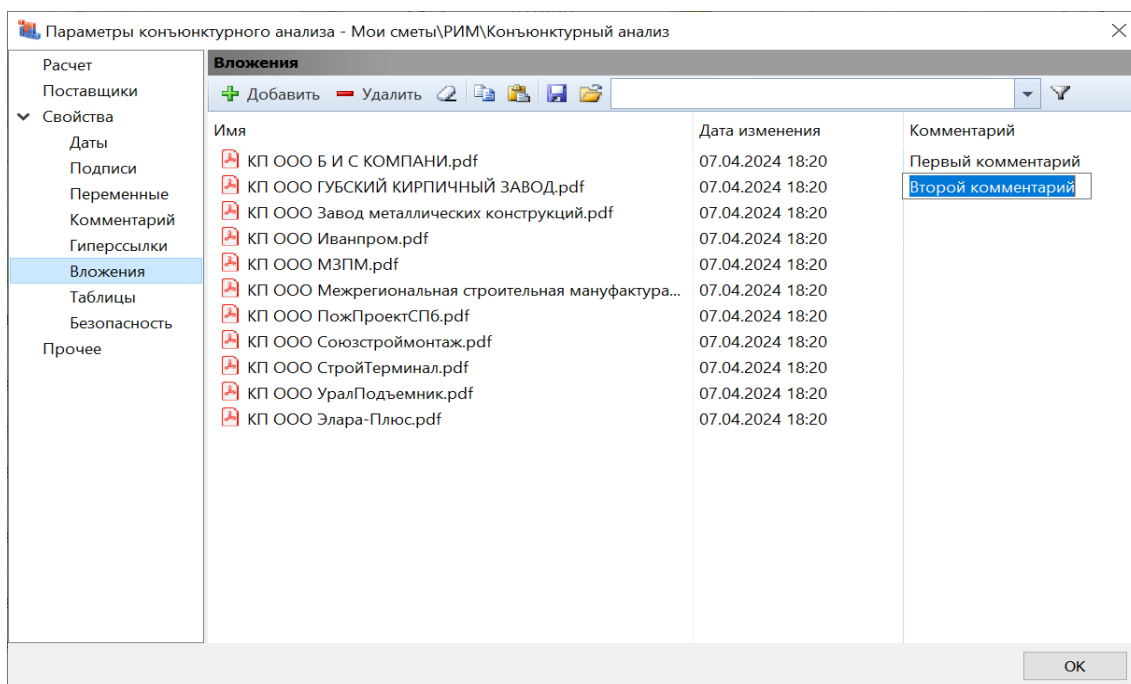 Параметры конъюнктурного анализа - Мои сметы\РИМ\Конъюнктурный анализ
Расчет
Поставщики
Свойства
Даты
Подписи
Переменные
Комментарий
Гиперссылки
Вложения
Таблицы
Безопасность
Прочее
Вложения
Добавить Удалить
Имя Дата изменения Комментарий
КП ООО Б И С КОМПАНИ.pdf 07.04.2024 18:20 Первый комментарий
КП ООО ГУБСКИЙ КИРПИЧНЫЙ ЗАВОД.pdf 07.04.2024 18:20 Второй комментарий
КП ООО Завод металлических конструкций.pdf 07.04.2024 18:20
КП ООО Иванпром.pdf 07.04.2024 18:20
КП ООО МЗПМ.pdf 07.04.2024 18:20
КП ООО Межрегиональная строительная мануфактура... 07.04.2024 18:20
КП ООО ПожПроектСПб.pdf 07.04.2024 18:20
КП ООО Союзстроймонтаж.pdf 07.04.2024 18:20
КП ООО СтройТерминал.pdf 07.04.2024 18:20
КП ООО УралПодъемник.pdf 07.04.2024 18:20
КП ООО Элара-Плюс.pdf 07.04.2024 18:20
ОК